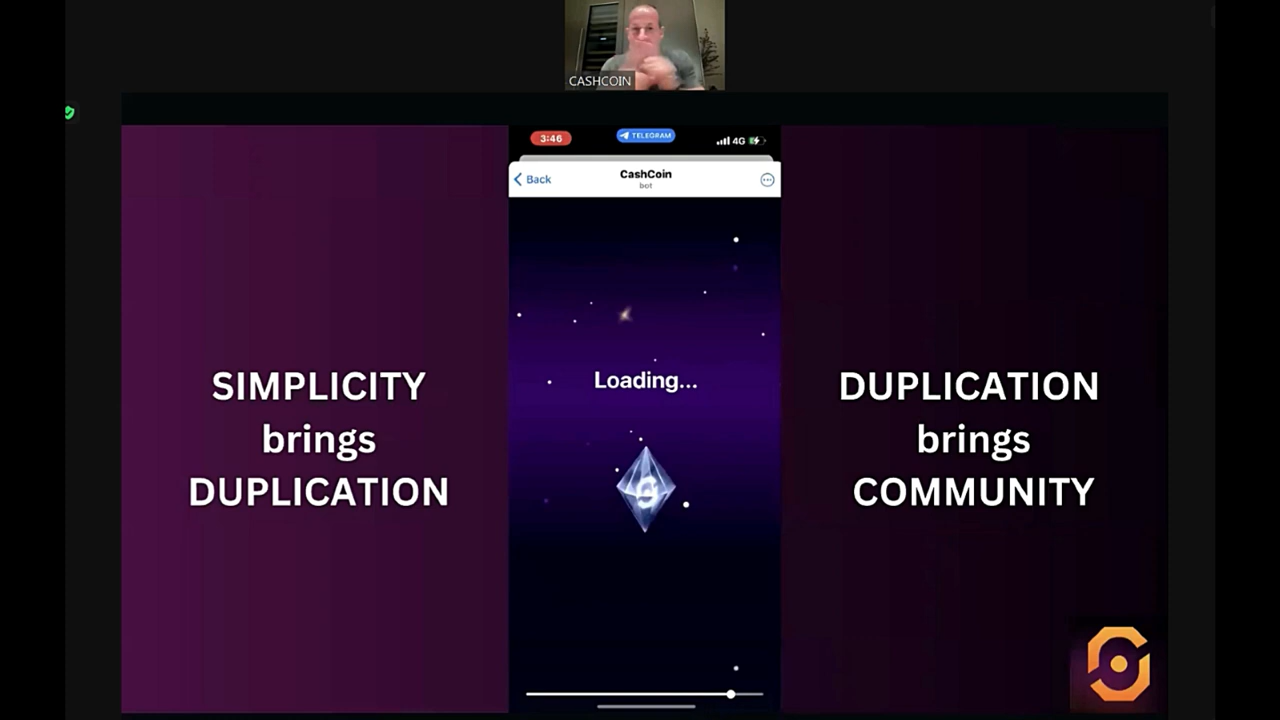 CASHCOIN
3:46
TELEGRAM
4G
Back
CashCoin
bot
Loading...
SIMPLICITY
brings
DUPLICATION
DUPLICATION
brings
COMMUNITY